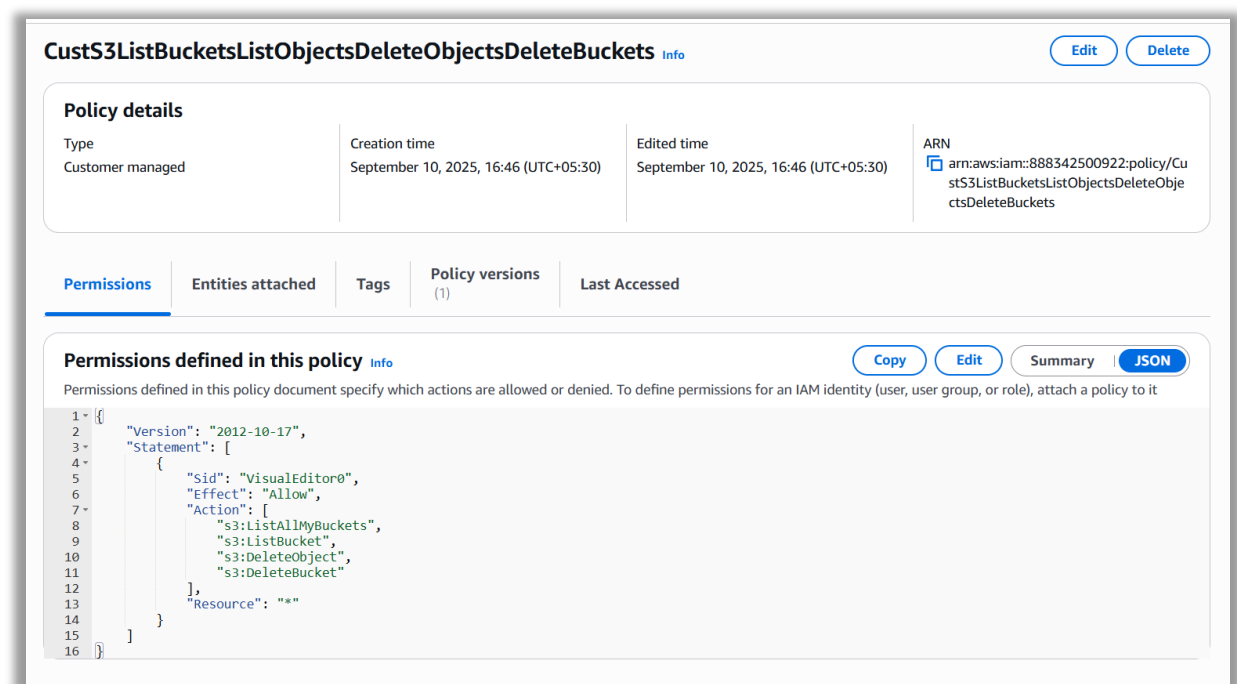 CustS3ListBucketsListObjectsDeleteObjectsDeleteBuckets Info
Edit
Delete
Policy details
Type
Customer managed
Creation time
September 10, 2025, 16:46 (UTC+05:30)
Edited time
September 10, 2025, 16:46 (UTC+05:30)
ARN
arn:aws:iam::888342500922:policy/Cu
stS3ListBucketsListObjectsDeleteObje
ctsDeleteBuckets
Permissions
Entities attached
Tags
Policy versions
(1)
Last Accessed
Permissions defined in this policy Info
Copy
Edit
Summary
JSON
Permissions defined in this policy document specify which actions are allowed or denied. To define permissions for an IAM identity (user, user group, or role), attach a policy to it
1 {
2     "Version": "2012-10-17",
3     "Statement": [
4         {
5             "Sid": "VisualEditor0",
6             "Effect": "Allow",
7             "Action": [
8                 "s3:ListAllMyBuckets",
9                 "s3:ListBucket",
10                 "s3:DeleteObject",
11                 "s3:DeleteBucket"
12             ],
13             "Resource": "*"
14         }
15     ]
16 }